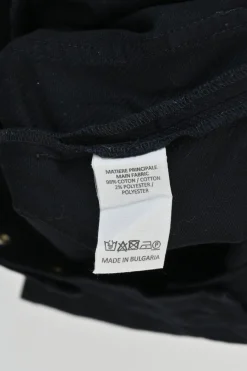 MATIERE PRINCIPALE
MAIN FABRIC
98% COTON / COTTON
2% POLYESTER /
POLYESTER
MADE IN BULGARIA